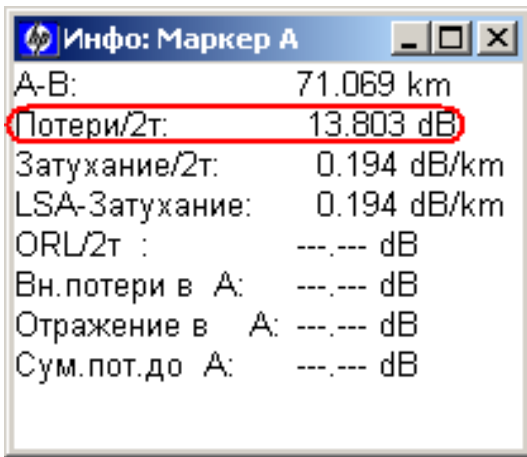 Инфо: Маркер A
A-B: 71.069 km
Потери/2т: 13.803 dB
Затухание/2т: 0.194 dB/km
LSA-Затухание: 0.194 dB/km
ORL/2т : ---.--- dB
Вн.потери в A: ---.--- dB
Отражение в A: ---.--- dB
Сум.пот.до A: ---.--- dB